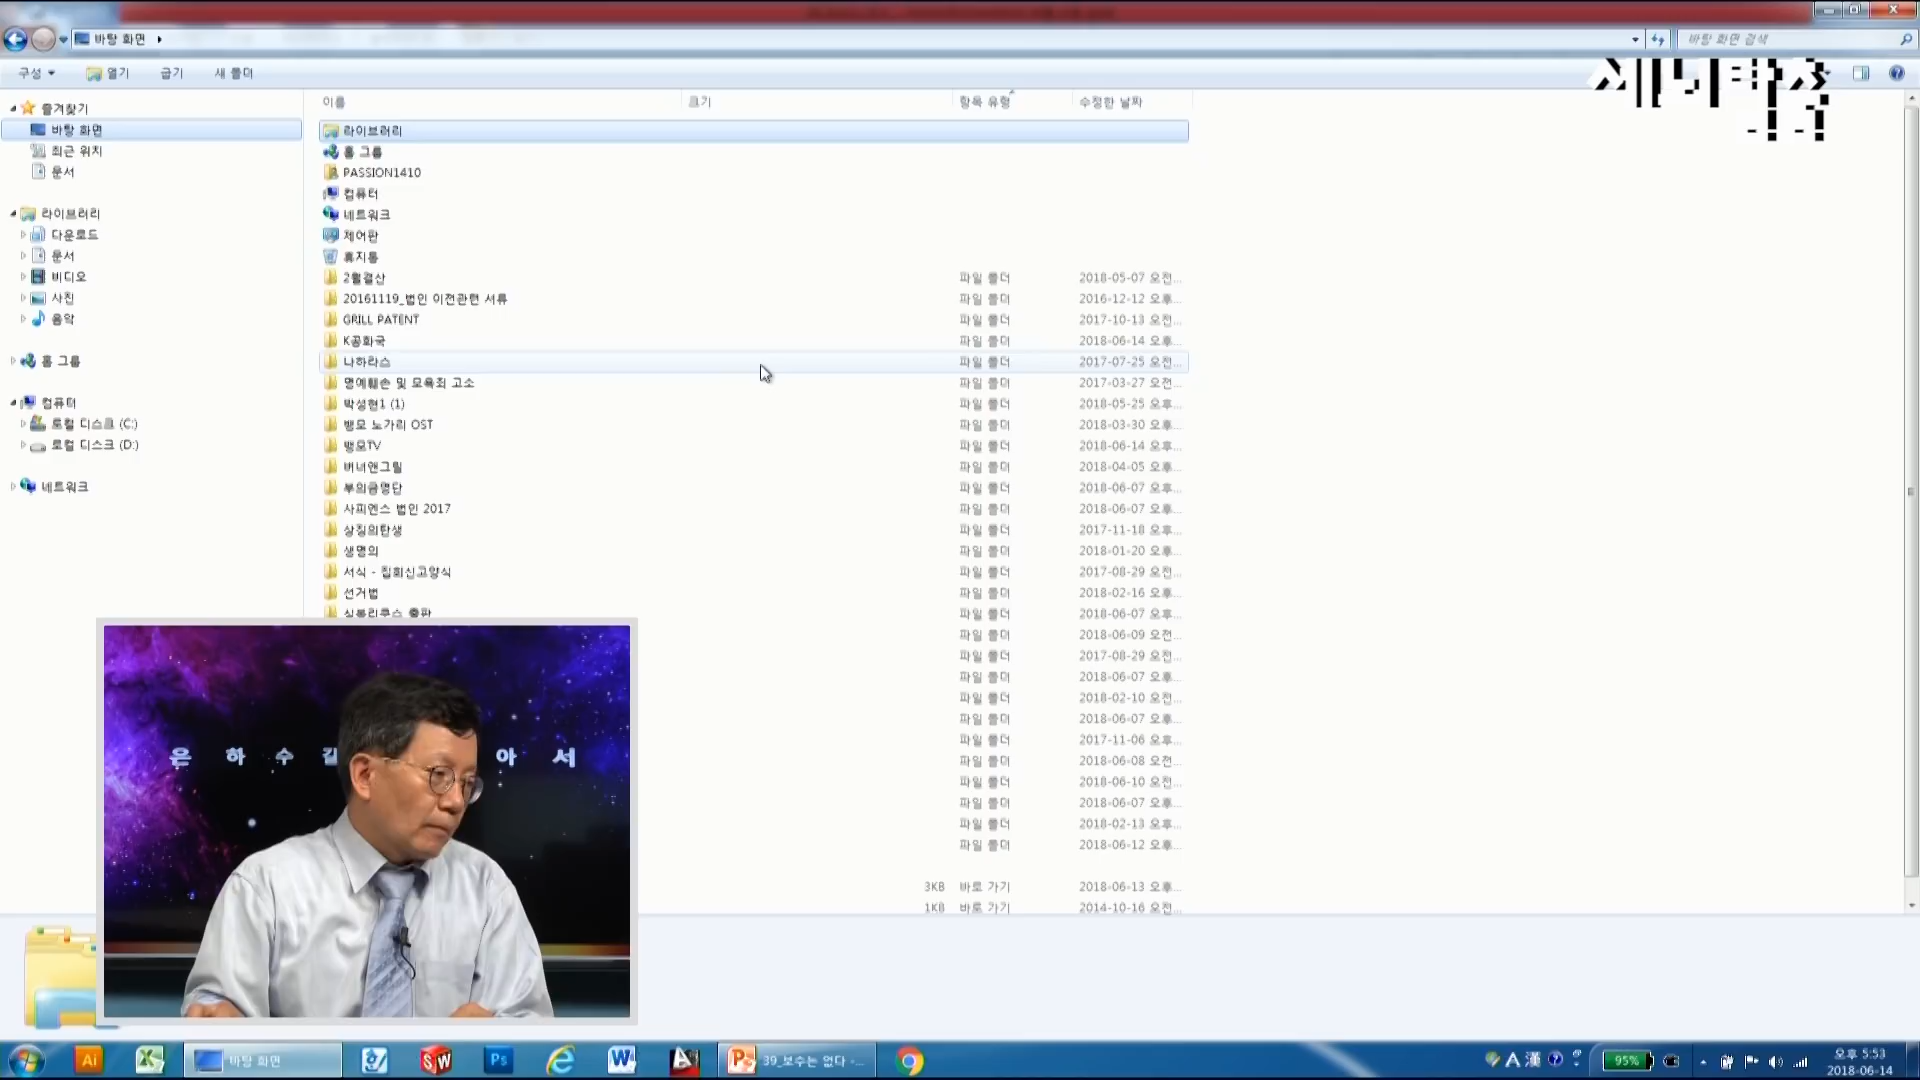 바탕 화면
바탕 화면 검색
구성
열기
굽기
새 폴더
이름
크기
항목 유형
수정한 날짜
즐겨찾기
바탕 화면
최근 위치
문서
라이브러리
다운로드
문서
비디오
사진
음악
홈 그룹
컴퓨터
로컬 디스크 (C:)
로컬 디스크 (D:)
네트워크
라이브러리
홈 그룹
PASSION1410
컴퓨터
네트워크
제어판
휴지통
2월결산 파일 폴더 2018-05-07 오전...
20161119_법인 이전관련 서류 파일 폴더 2016-12-12 오후...
GRILL PATENT 파일 폴더 2017-10-13 오전...
K공화국 파일 폴더 2018-06-14 오후...
나하라스 파일 폴더 2017-07-25 오전...
명예훼손 및 모욕죄 고소 파일 폴더 2017-03-27 오전...
박성현1 (1) 파일 폴더 2018-05-25 오후...
뱅모 노가리 OST 파일 폴더 2018-03-30 오후...
뱅모TV 파일 폴더 2018-06-14 오후...
버너앤그릴 파일 폴더 2018-04-05 오후...
부의금명단 파일 폴더 2018-06-07 오후...
사피엔스 법인 2017 파일 폴더 2018-06-07 오후...
상징의탄생 파일 폴더 2017-11-18 오후...
생명의 파일 폴더 2018-01-20 오후...
서식 - 집회신고양식 파일 폴더 2017-08-29 오전...
선거법 파일 폴더 2018-02-16 오후...
심볼리쿠스 출판 파일 폴더 2018-06-07 오후...
파일 폴더 2018-06-09 오전...
파일 폴더 2017-08-29 오전...
파일 폴더 2018-06-07 오후...
파일 폴더 2018-02-10 오전...
파일 폴더 2018-06-07 오후...
파일 폴더 2017-11-06 오후...
파일 폴더 2018-06-08 오전...
파일 폴더 2018-06-10 오후...
파일 폴더 2018-06-07 오후...
파일 폴더 2018-02-13 오후...
파일 폴더 2018-06-12 오후...
3KB 바로 가기 2018-06-13 오후...
1KB 바로 가기 2014-10-16 오전...
은 하 수 길 아 서
Ai
바탕 화면
SW
Ps
39_보수는 없다 -...
A 漢
95%
오후 5:53
2018-06-14